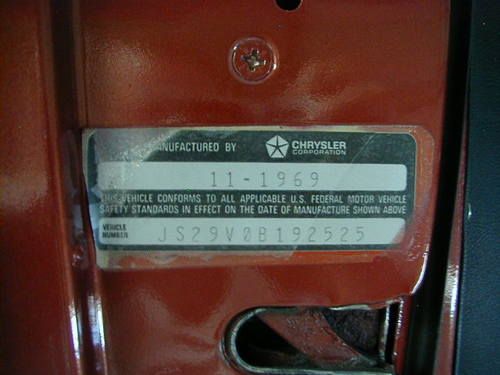 MANUFACTURED BY CHRYSLER CORPORATION
11-1969
THIS VEHICLE CONFORMS TO ALL APPLICABLE U.S. FEDERAL MOTOR VEHICLE
SAFETY STANDARDS IN EFFECT ON THE DATE OF MANUFACTURE SHOWN ABOVE
VEHICLE NUMBER JS29V0B192525